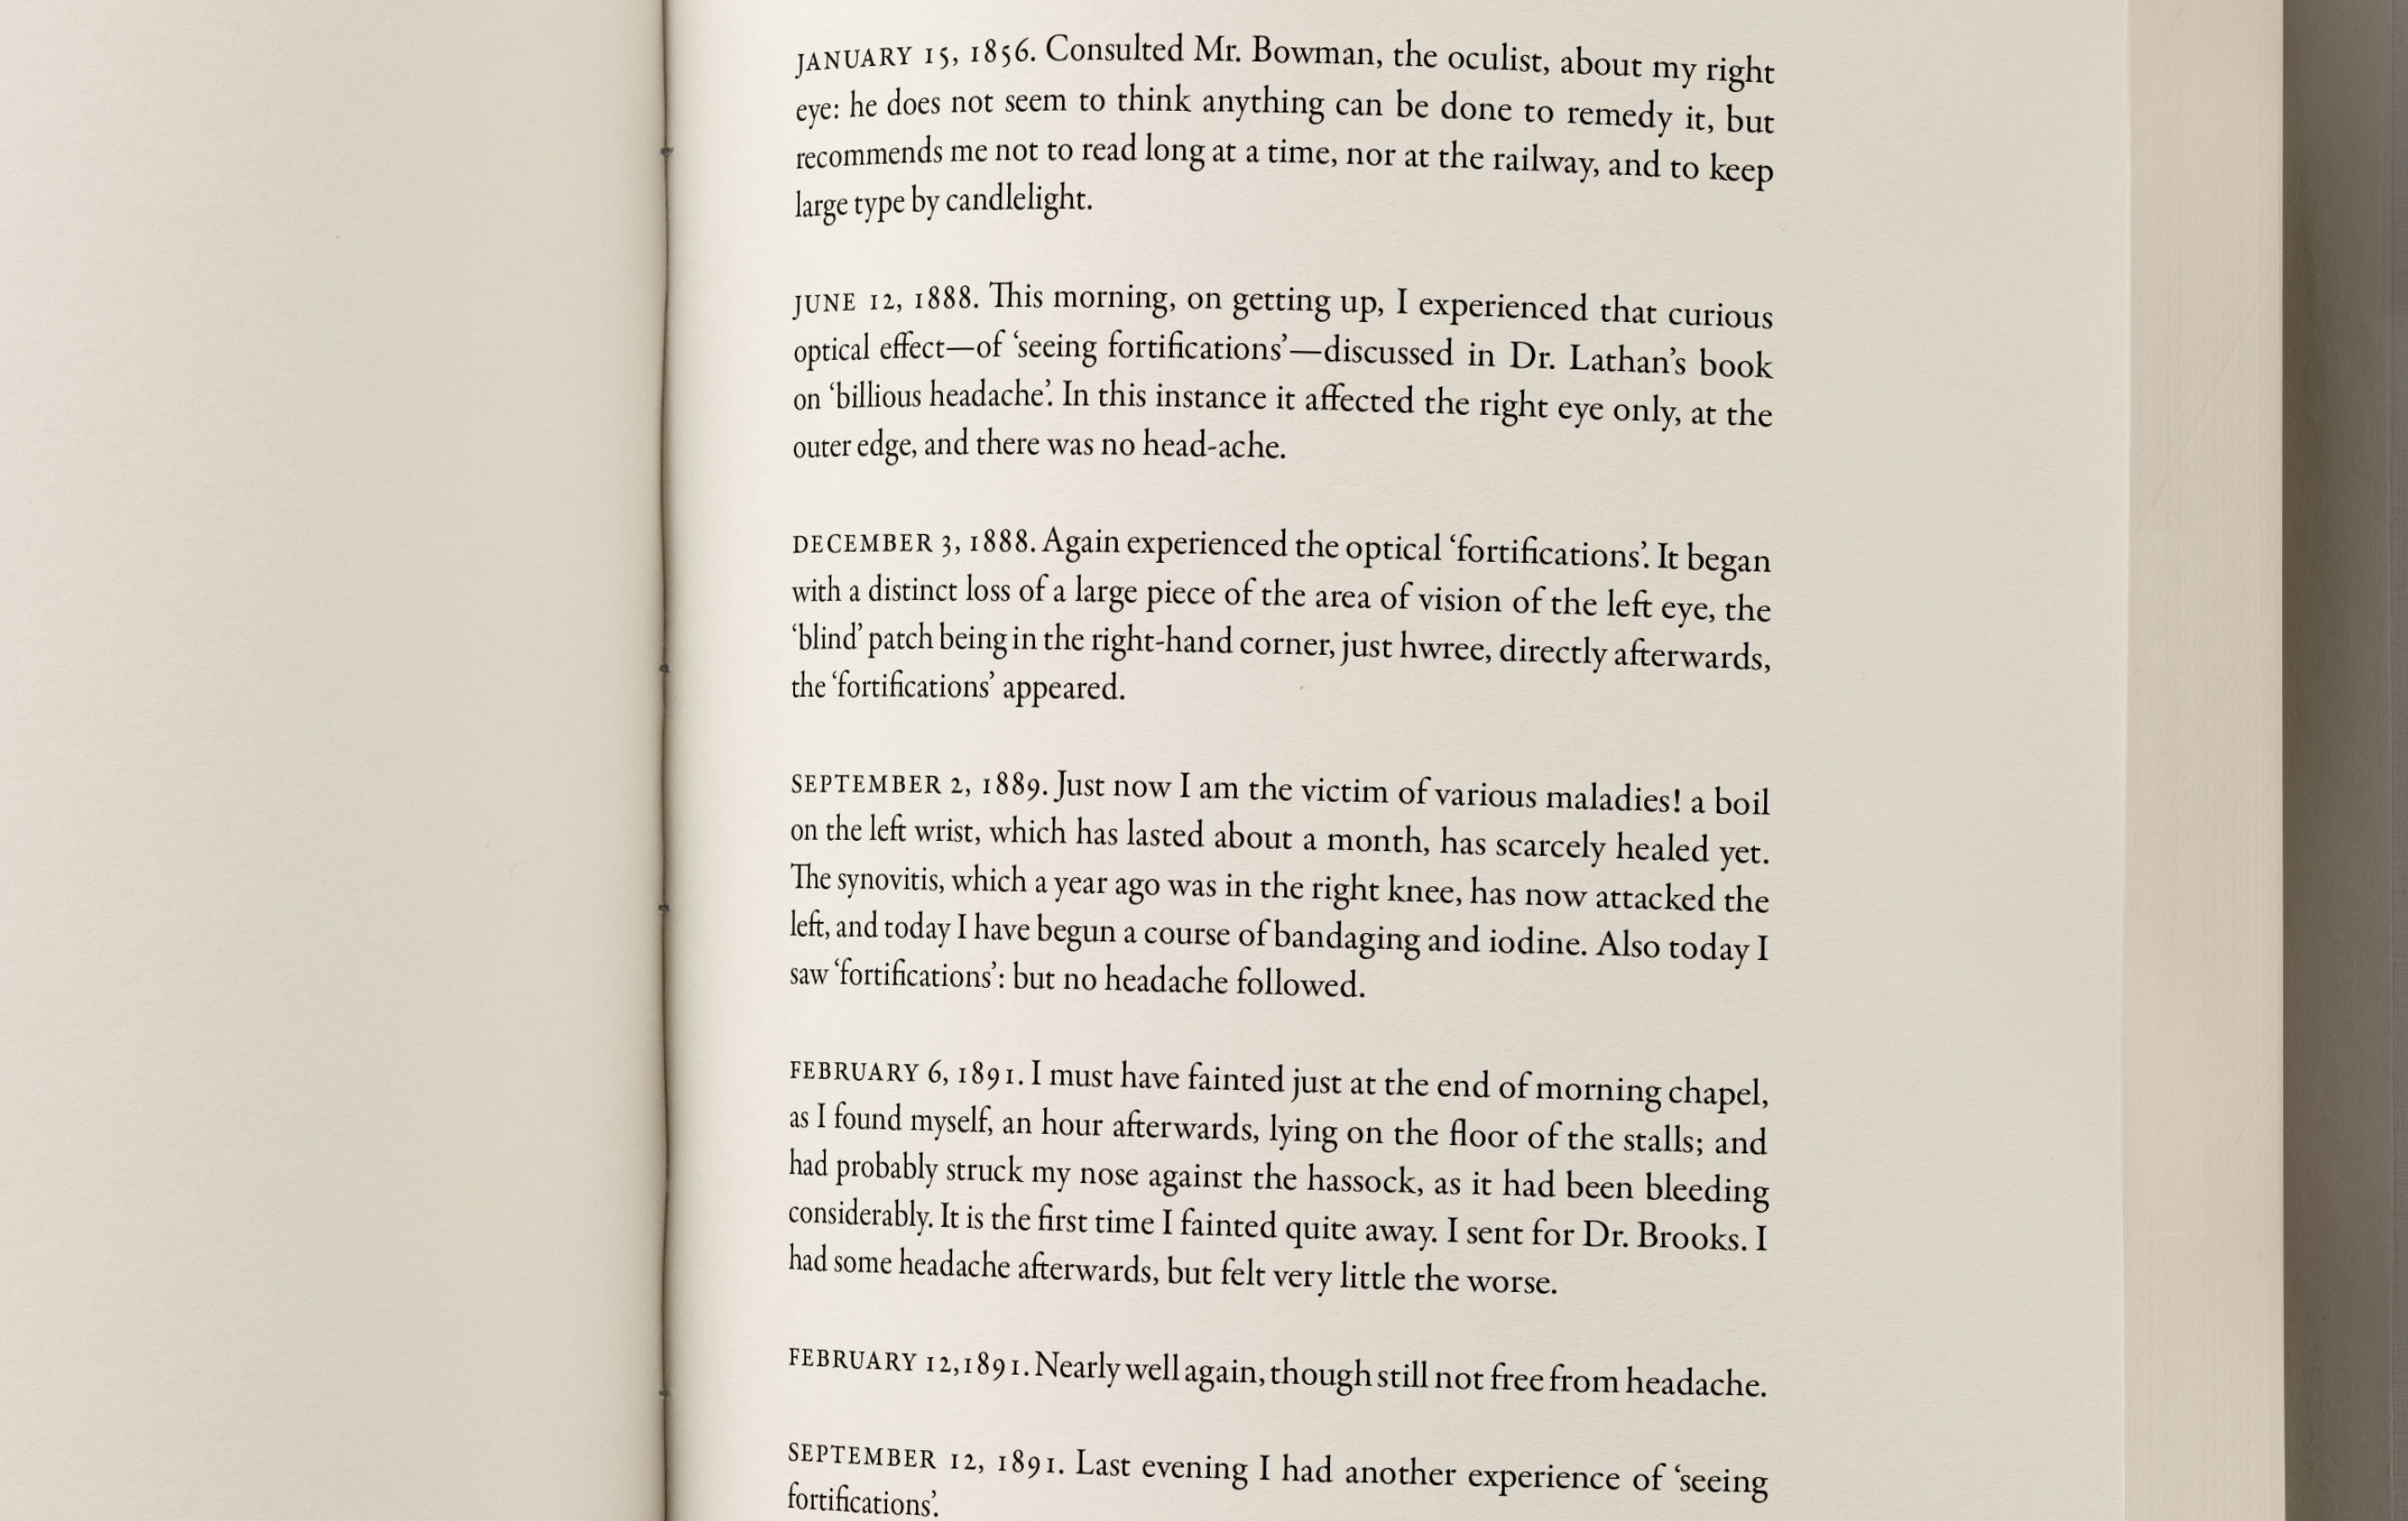 JANUARY 15, 1856. Consulted Mr. Bowman, the oculist, about my right
eye: he does not seem to think anything can be done to remedy it, but
recommends me not to read long at a time, nor at the railway, and to keep
large type by candlelight.
JUNE 12, 1888. This morning, on getting up, I experienced that curious
optical effect—of ‘seeing fortifications’—discussed in Dr. Lathan’s book
on ‘billious headache’. In this instance it affected the right eye only, at the
outer edge, and there was no head-ache.
DECEMBER 3, 1888. Again experienced the optical ‘fortifications’. It began
with a distinct loss of a large piece of the area of vision of the left eye, the
‘blind’ patch being in the right-hand corner, just hwree, directly afterwards,
the ‘fortifications’ appeared.
SEPTEMBER 2, 1889. Just now I am the victim of various maladies! a boil
on the left wrist, which has lasted about a month, has scarcely healed yet.
The synovitis, which a year ago was in the right knee, has now attacked the
left, and today I have begun a course of bandaging and iodine. Also today I
saw ‘fortifications’: but no headache followed.
FEBRUARY 6, 1891. I must have fainted just at the end of morning chapel,
as I found myself, an hour afterwards, lying on the floor of the stalls; and
had probably struck my nose against the hassock, as it had been bleeding
considerably. It is the first time I fainted quite away. I sent for Dr. Brooks. I
had some headache afterwards, but felt very little the worse.
FEBRUARY 12, 1891. Nearly well again, though still not free from headache.
SEPTEMBER 12, 1891. Last evening I had another experience of ‘seeing
fortifications’.